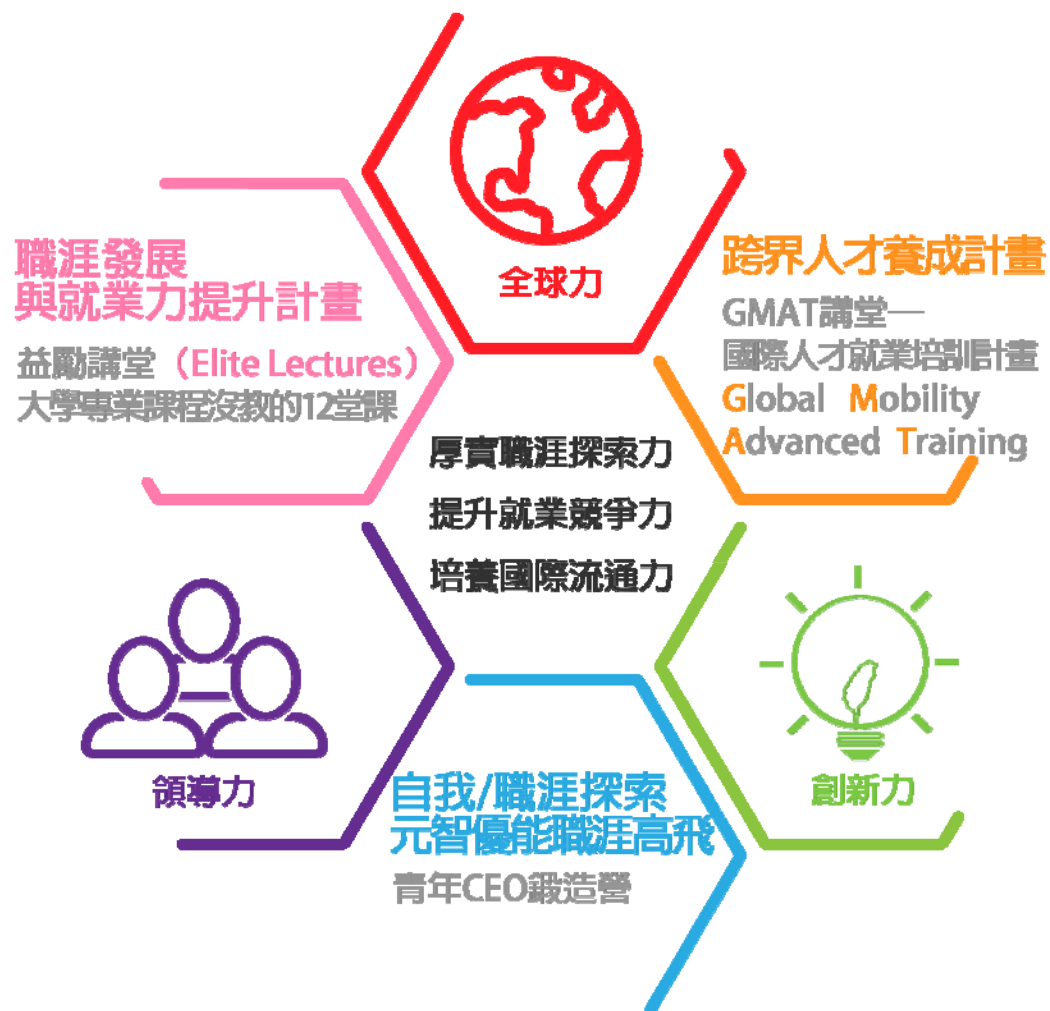 全球力
職涯發展
與就業力提升計畫
益勵講堂（Elite Lectures）
大學專業課程沒教的12堂課
跨界人才養成計畫
GMAT講堂—
國際人才就業培訓計畫
Global Mobility
Advanced Training
厚實職涯探索力
提升就業競爭力
培養國際流通力
領導力
自我/職涯探索
元智優能職涯高飛
青年CEO鍛造營
創新力